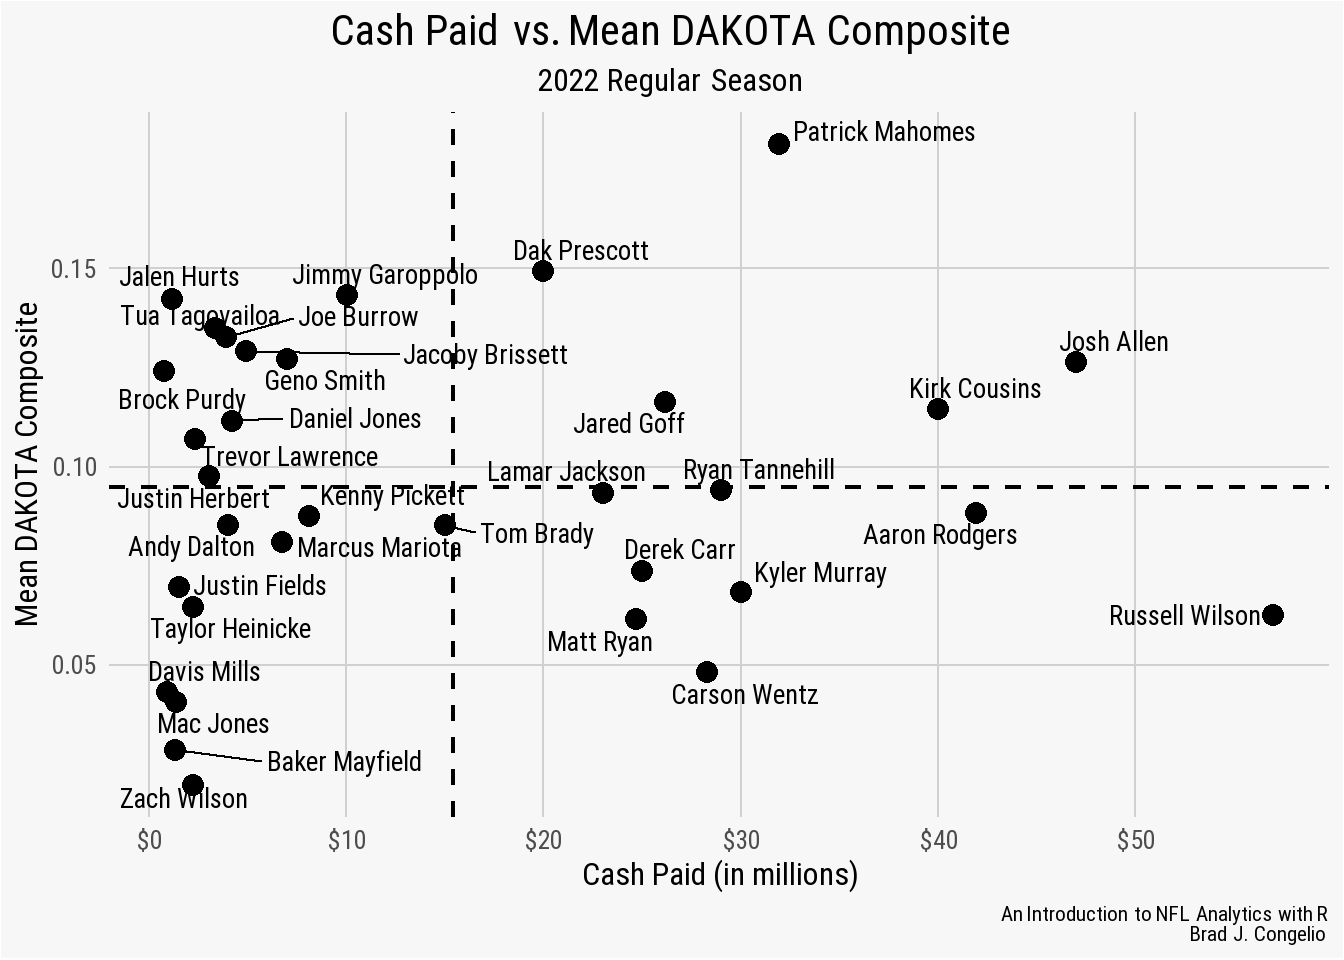 Cash Paid vs. Mean DAKOTA Composite
2022 Regular Season
Patrick Mahomes
Dak Prescott
0.15
Jalen Hurts
Jimmy Garoppolo
Tua Tagovailoa
Joe Burrow
Josh Allen
Jacoby Brissett
Geno Smith
Kirk Cousins
Brock Purdy
Daniel Jones
Jared Goff
Trevor Lawrence
0.10
Lamar Jackson
Ryan Tannehill
Justin Herbert
Kenny Pickett
Tom Brady
Aaron Rodgers
Andy Dalton
Marcus Mariota
Derek Carr
Kyler Murray
Justin Fields
Russell Wilson
Taylor Heinicke
Matt Ryan
0.05
Davis Mills
Carson Wentz
Mac Jones
Baker Mayfield
Zach Wilson
Mean DAKOTA Composite
$0
$10
$20
$30
$40
$50
Cash Paid (in millions)
An Introduction to NFL Analytics with R
Brad J. Congelio